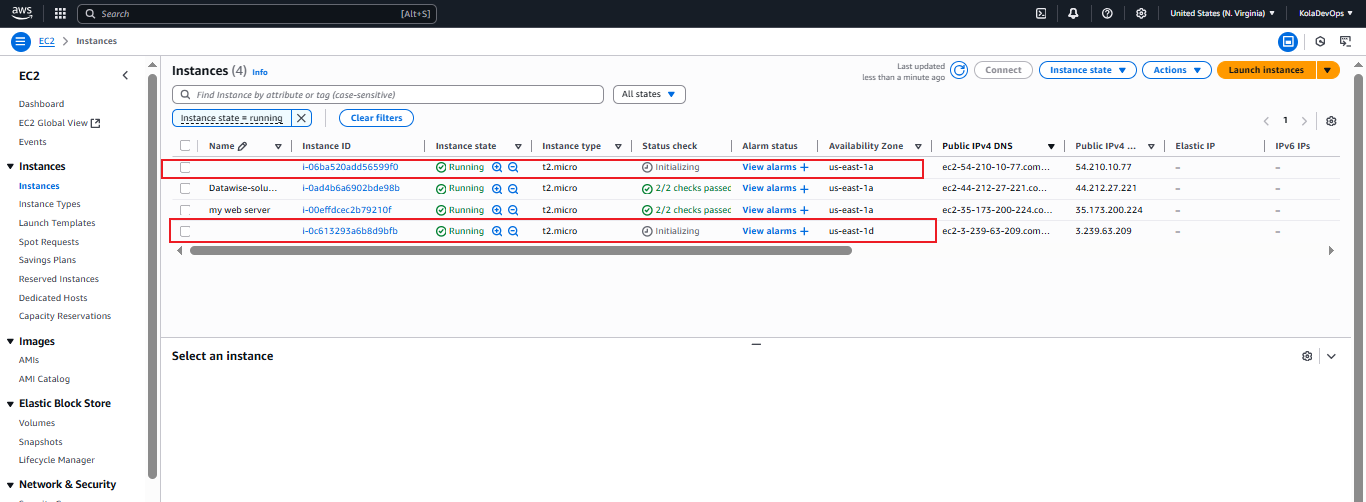 aws Search [Alt+S] United States (N. Virginia) KolaDevOps
EC2 Instances
EC2
Dashboard
EC2 Global View
Events
Instances
Instances
Instance Types
Launch Templates
Spot Requests
Savings Plans
Reserved Instances
Dedicated Hosts
Capacity Reservations
Images
AMIs
AMI Catalog
Elastic Block Store
Volumes
Snapshots
Lifecycle Manager
Network & Security
Instances (4) Info
Last updated
less than a minute ago
Connect Instance state Actions Launch instances
Find Instance by attribute or tag (case-sensitive) All states
Instance state = running Clear filters
1
Name Instance ID Instance state Instance type Status check Alarm status Availability Zone Public IPv4 DNS Public IPv4 ... Elastic IP IPv6 IPs
i-06ba520add56599f0 Running t2.micro Initializing View alarms + us-east-1a ec2-54-210-10-77.com... 54.210.10.77 – –
Datawise-solu... i-0ad4b6a6902bde98b Running t2.micro 2/2 checks passed View alarms + us-east-1a ec2-44-212-27-221.co... 44.212.27.221 – –
my web server i-00effdcec2b79210f Running t2.micro 2/2 checks passed View alarms + us-east-1a ec2-35-173-200-224.co... 35.173.200.224 – –
i-0c613293a6b8d9bfb Running t2.micro Initializing View alarms + us-east-1d ec2-3-239-63-209.com... 3.239.63.209 – –
Select an instance